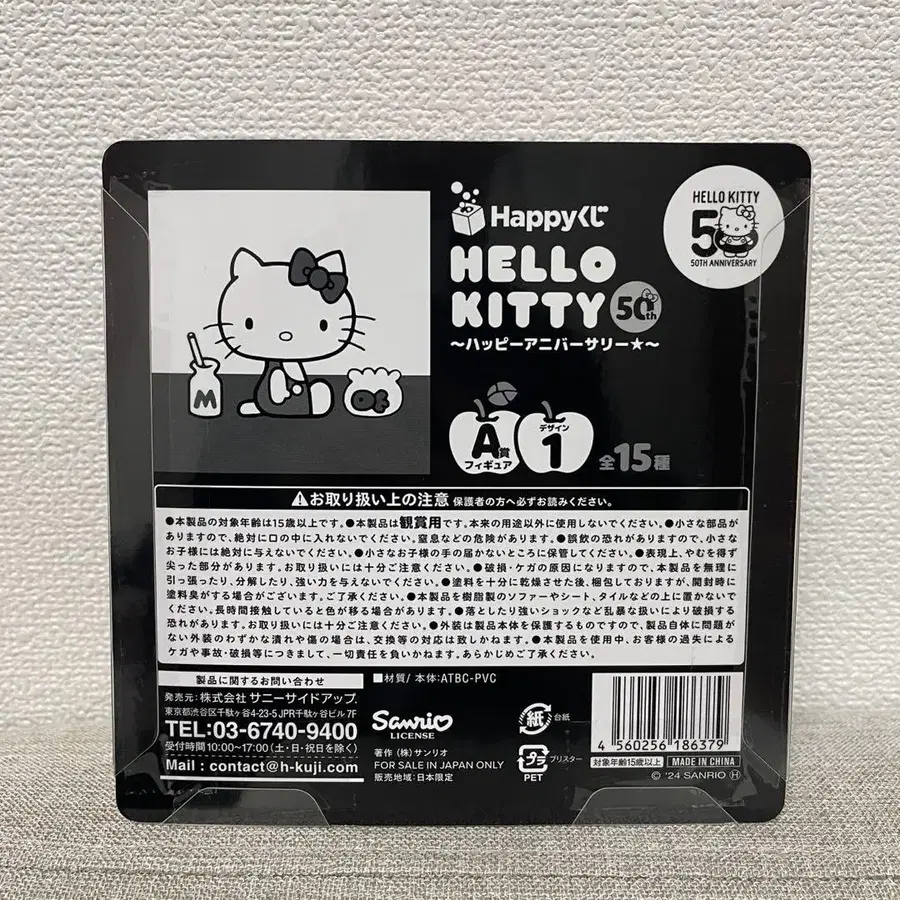 Happyくじ
HELLO
KITTY 50th
〜ハッピーアニバーサリー★〜
HELLO KITTY
50
50TH ANNIVERSARY
M
A賞
フィギュア
デザイン
1
全15種
⚠お取り扱い上の注意 保護者の方へ必ずお読みください。
●本製品の対象年齢は15歳以上です。●本製品は観賞用です。本来の用途以外に使用しないでください。●小さな部品が
ありますので、絶対に口の中に入れないでください。窒息などの危険があります。●誤飲の恐れがありますので、小さな
お子様には絶対に与えないでください。●小さなお子様の手の届かないところに保管してください。●表現上、やむを得ず
尖った部分があります。お取り扱いには十分ご注意ください。●破損・ケガの原因になりますので、本製品を無理に
引っ張ったり、分解したり、強い力を与えないでください。●塗料を十分に乾燥させた後、梱包しておりますが、開封時に
塗料臭がする場合がございます。ご了承ください。●本製品を樹脂製のソファーやシート、タイルなどの上に置かないで
ください。長時間接触していると色が移る場合があります。●落としたり強いショックなど乱暴な扱いにより破損する
恐れがあります。お取り扱いには十分ご注意ください。●外装は製品本体を保護するものですので、製品自体に問題が
ない外装のわずかな潰れや傷の場合は、交換等の対応は致しかねます。●本製品を使用中、お客様の過失による
ケガや事故・破損等につきまして、一切責任を負いかねます。あらかじめご了承ください。
製品に関するお問い合わせ
発売元:株式会社 サニーサイドアップ
東京都渋谷区千駄ヶ谷4-23-5 JPR千駄ヶ谷ビル 7F
TEL:03-6740-9400
受付時間 10:00〜17:00(土・日・祝日を除く)
Mail:contact@h-kuji.com
■材質/ 本体:ATBC-PVC
Sanrio
LICENSE
著作 (株)サンリオ
FOR SALE IN JAPAN ONLY
販売地域:日本限定
紙 台紙
プラ ブリスター
PET
4 560256 186379
対象年齢15歳以上 MADE IN CHINA
© '24 SANRIO Ⓗ